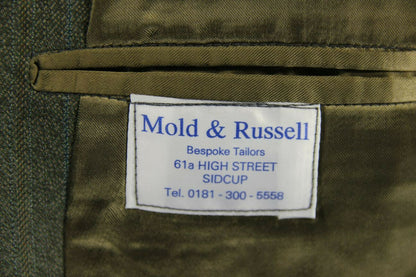 Mold & Russell
Bespoke Tailors
61a HIGH STREET
SIDCUP
Tel. 0181 - 300 - 5558